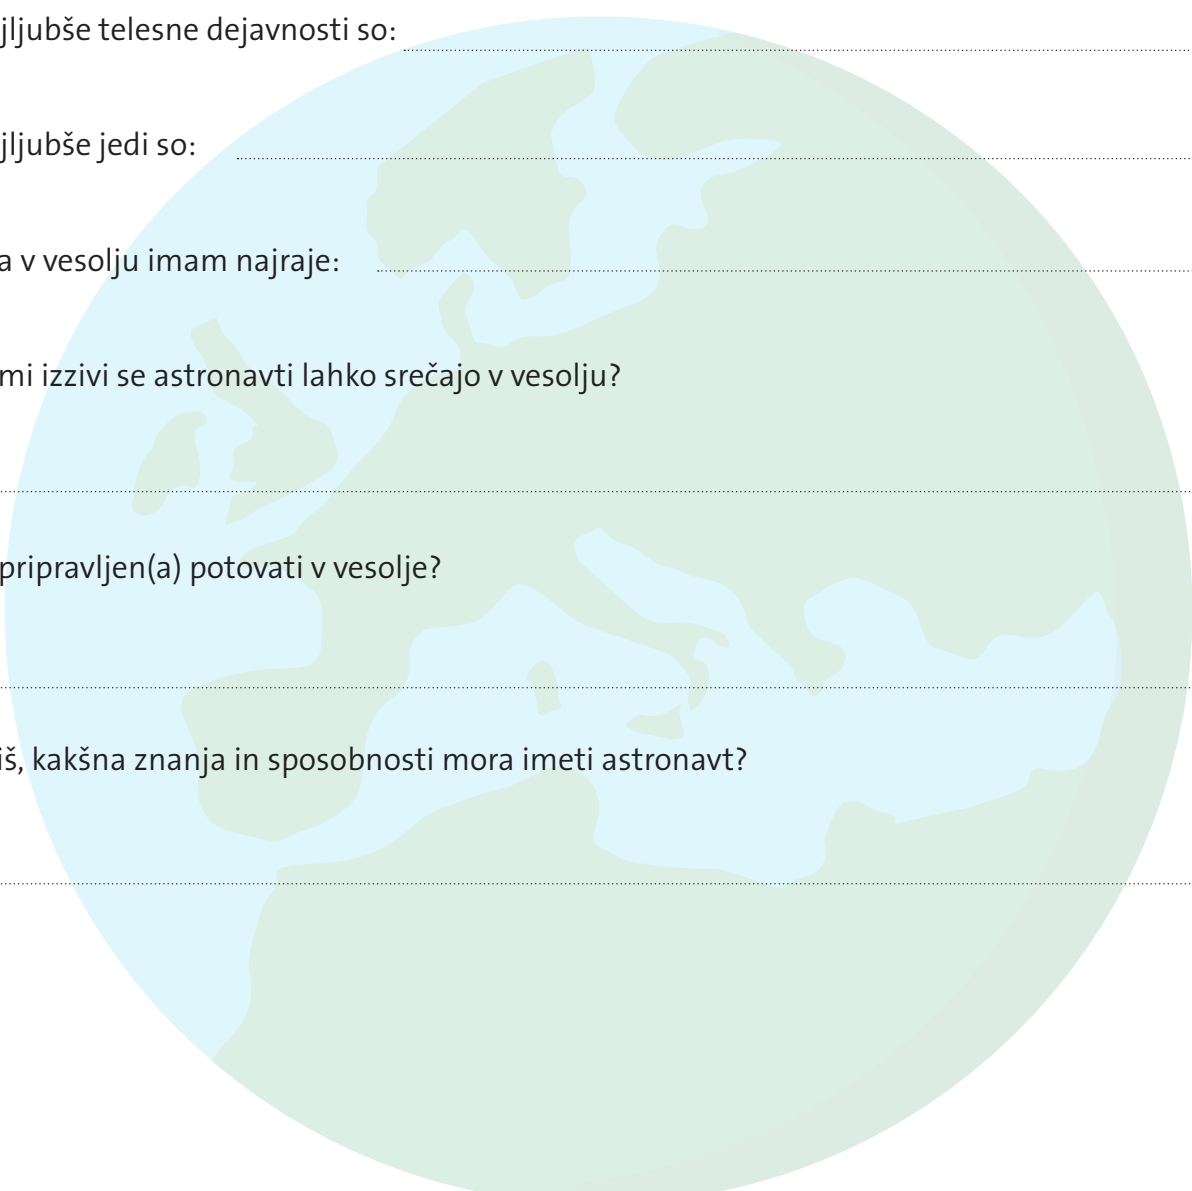 jljubše telesne dejavnosti so:
jljubše jedi so:
a v vesolju imam najraje:
mi izzivi se astronavti lahko srečajo v vesolju?
pripravljen(a) potovati v vesolje?
iš, kakšna znanja in sposobnosti mora imeti astronavt?